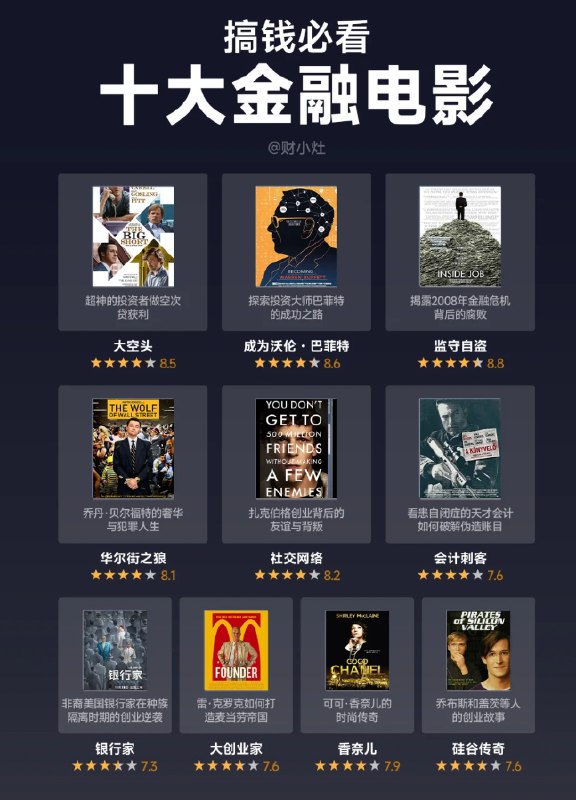 搞钱必看
十大金融电影
@财小灶
GOSLING
PITT
THE
BIG
SHORT
超神的投资者做空次
贷获利
大空头
8.5
BECOMING
WARREN BUFFETT
探索投资大师巴菲特
的成功之路
成为沃伦·巴菲特
8.6
INSIDE JOB
揭露2008年金融危机
背后的腐败
监守自盗
8.8
THE WOLF
OF WALL STREET
乔丹·贝尔福特的奢华
与犯罪人生
华尔街之狼
8.1
YOU DON'T
GET TO
500 MILLION
FRIENDS
WITHOUT MAKING
A FEW
ENEMIES
扎克伯格创业背后的
友谊与背叛
社交网络
8.2
A KÖNYVELŐ
看患自闭症的天才会计
如何破解伪造账目
会计刺客
7.6
银行家
非裔美国银行家在种族
隔离时期的创业逆袭
银行家
7.3
FOUNDER
雷·克罗克如何打
造麦当劳帝国
大创业家
7.6
SHIRLEY MACLAINE
COCO
CHANEL
可可·香奈儿的
时尚传奇
香奈儿
7.9
PIRATES
OF SILICON
VALLEY
乔布斯和盖茨等人
的创业故事
硅谷传奇
7.6